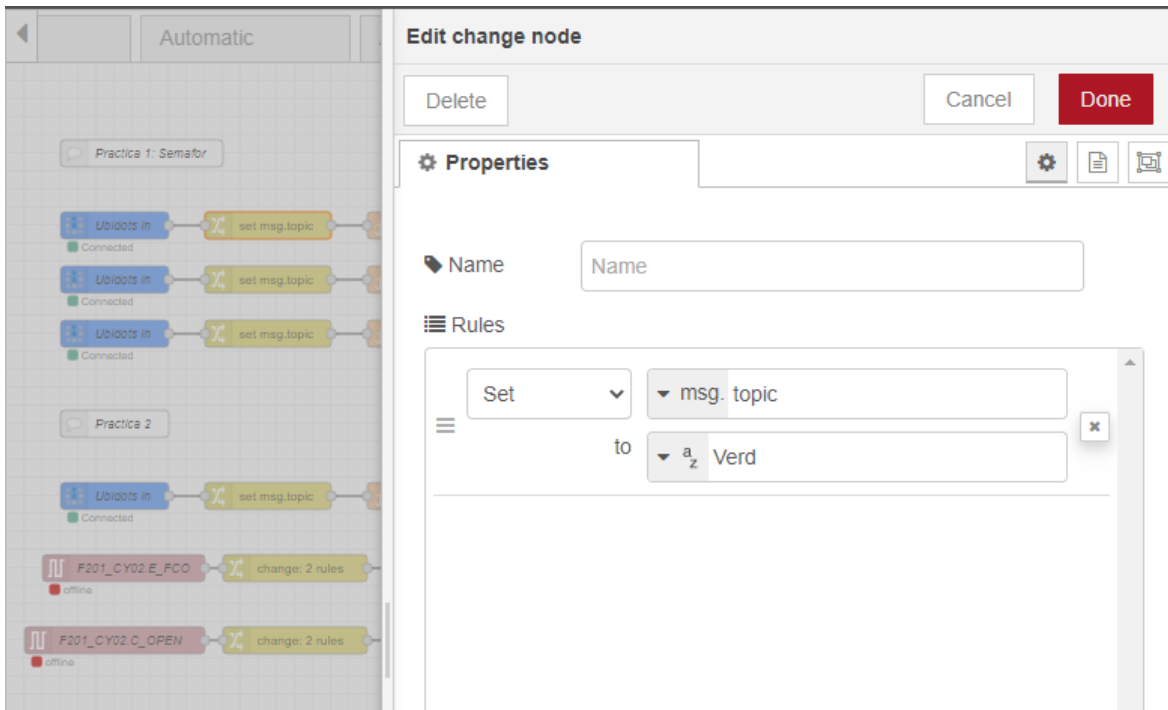 Automatic
Practica 1: Semafor
Ubidots in
set msg.topic
Connected
Ubidots in
set msg.topic
Connected
Ubidots in
set msg.topic
Connected
Practica 2
Ubidots in
set msg.topic
Connected
F201_CY02.E_FCO
change: 2 rules
offline
F201_CY02.C_OPEN
change: 2 rules
offline
Edit change node
Delete
Cancel
Done
Properties
Name
Name
Rules
Set
msg. topic
to
a z Verd